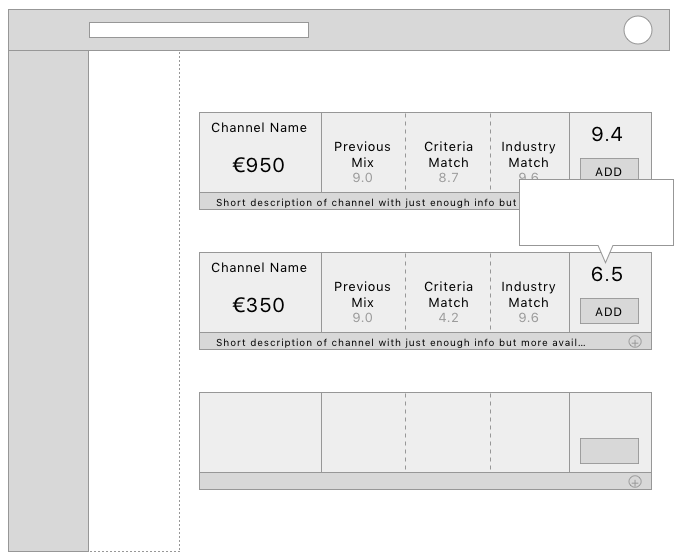 Channel Name
€950
Previous
Mix
9.0
Criteria
Match
8.7
Industry
Match
9.6
9.4
ADD
Short description of channel with just enough info but
Channel Name
€350
Previous
Mix
9.0
Criteria
Match
4.2
Industry
Match
9.6
6.5
ADD
Short description of channel with just enough info but more avail…